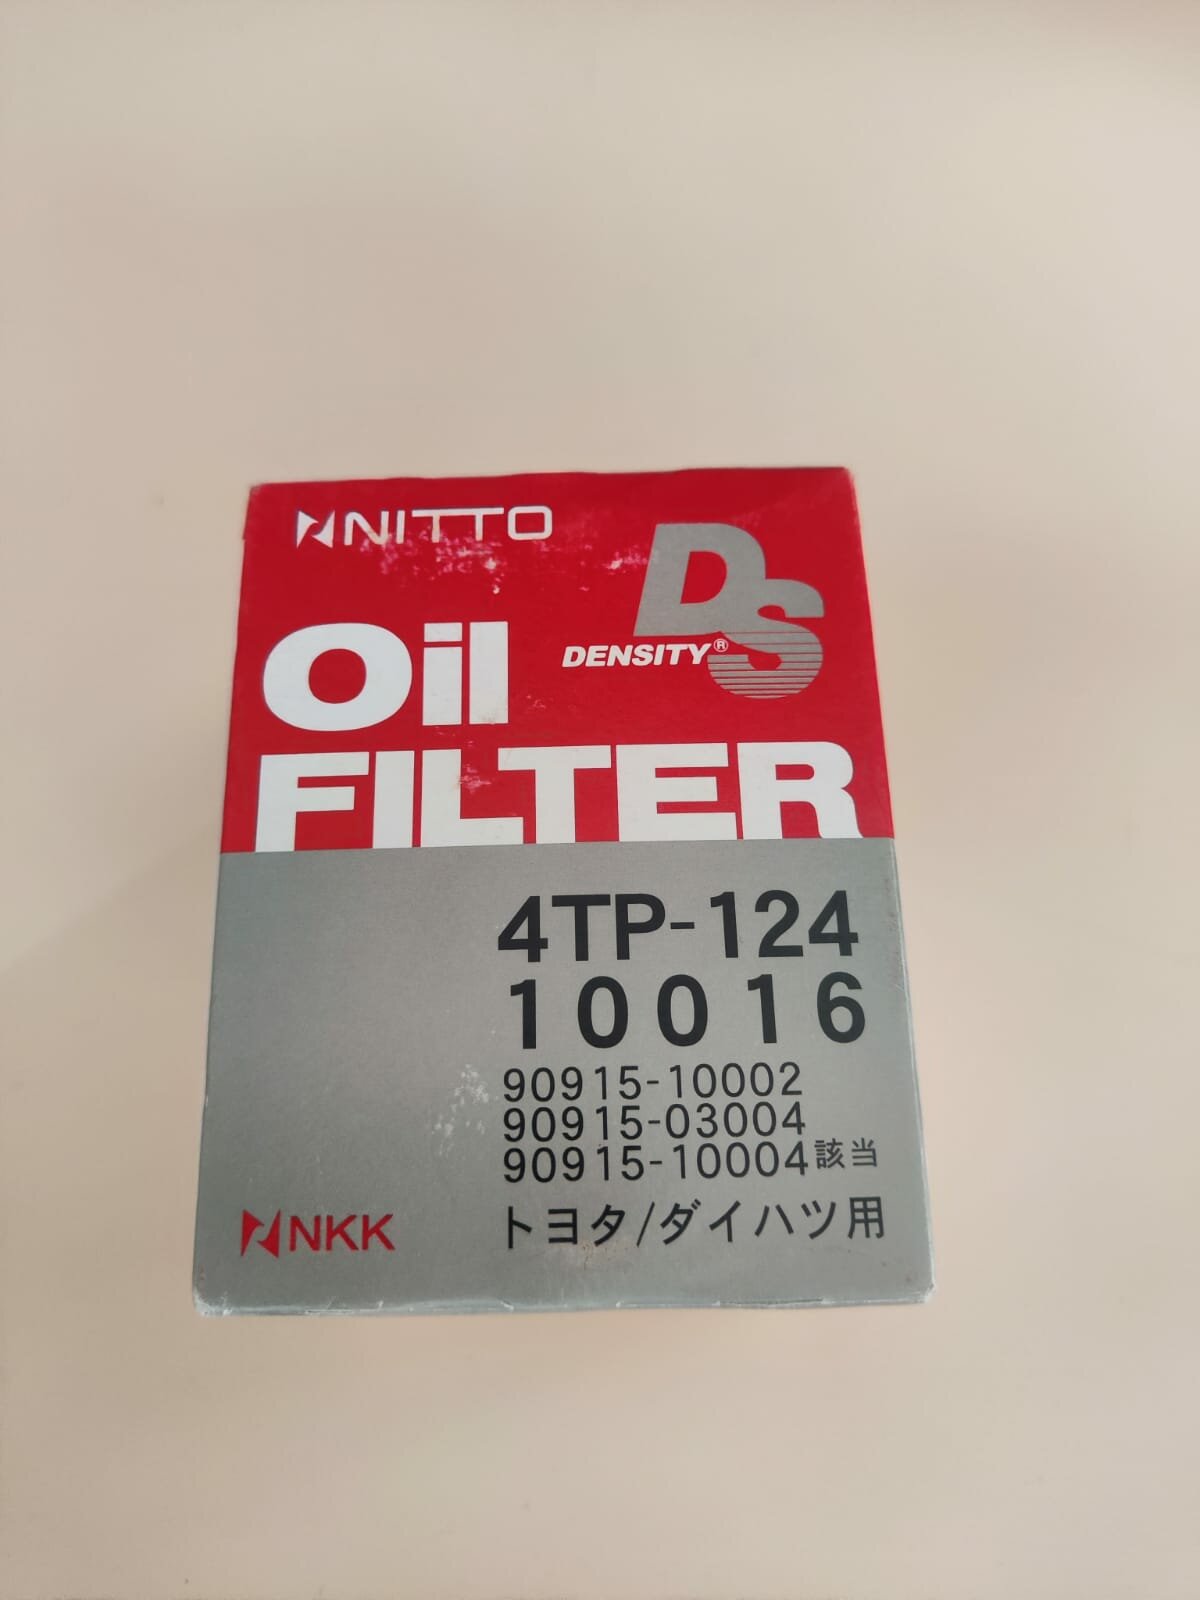 NITTO
DS
DENSITY®
Oil
FILTER
4TP-124
10016
90915-10002
90915-03004
90915-10004該当
トヨタ/ダイハツ用
NKK